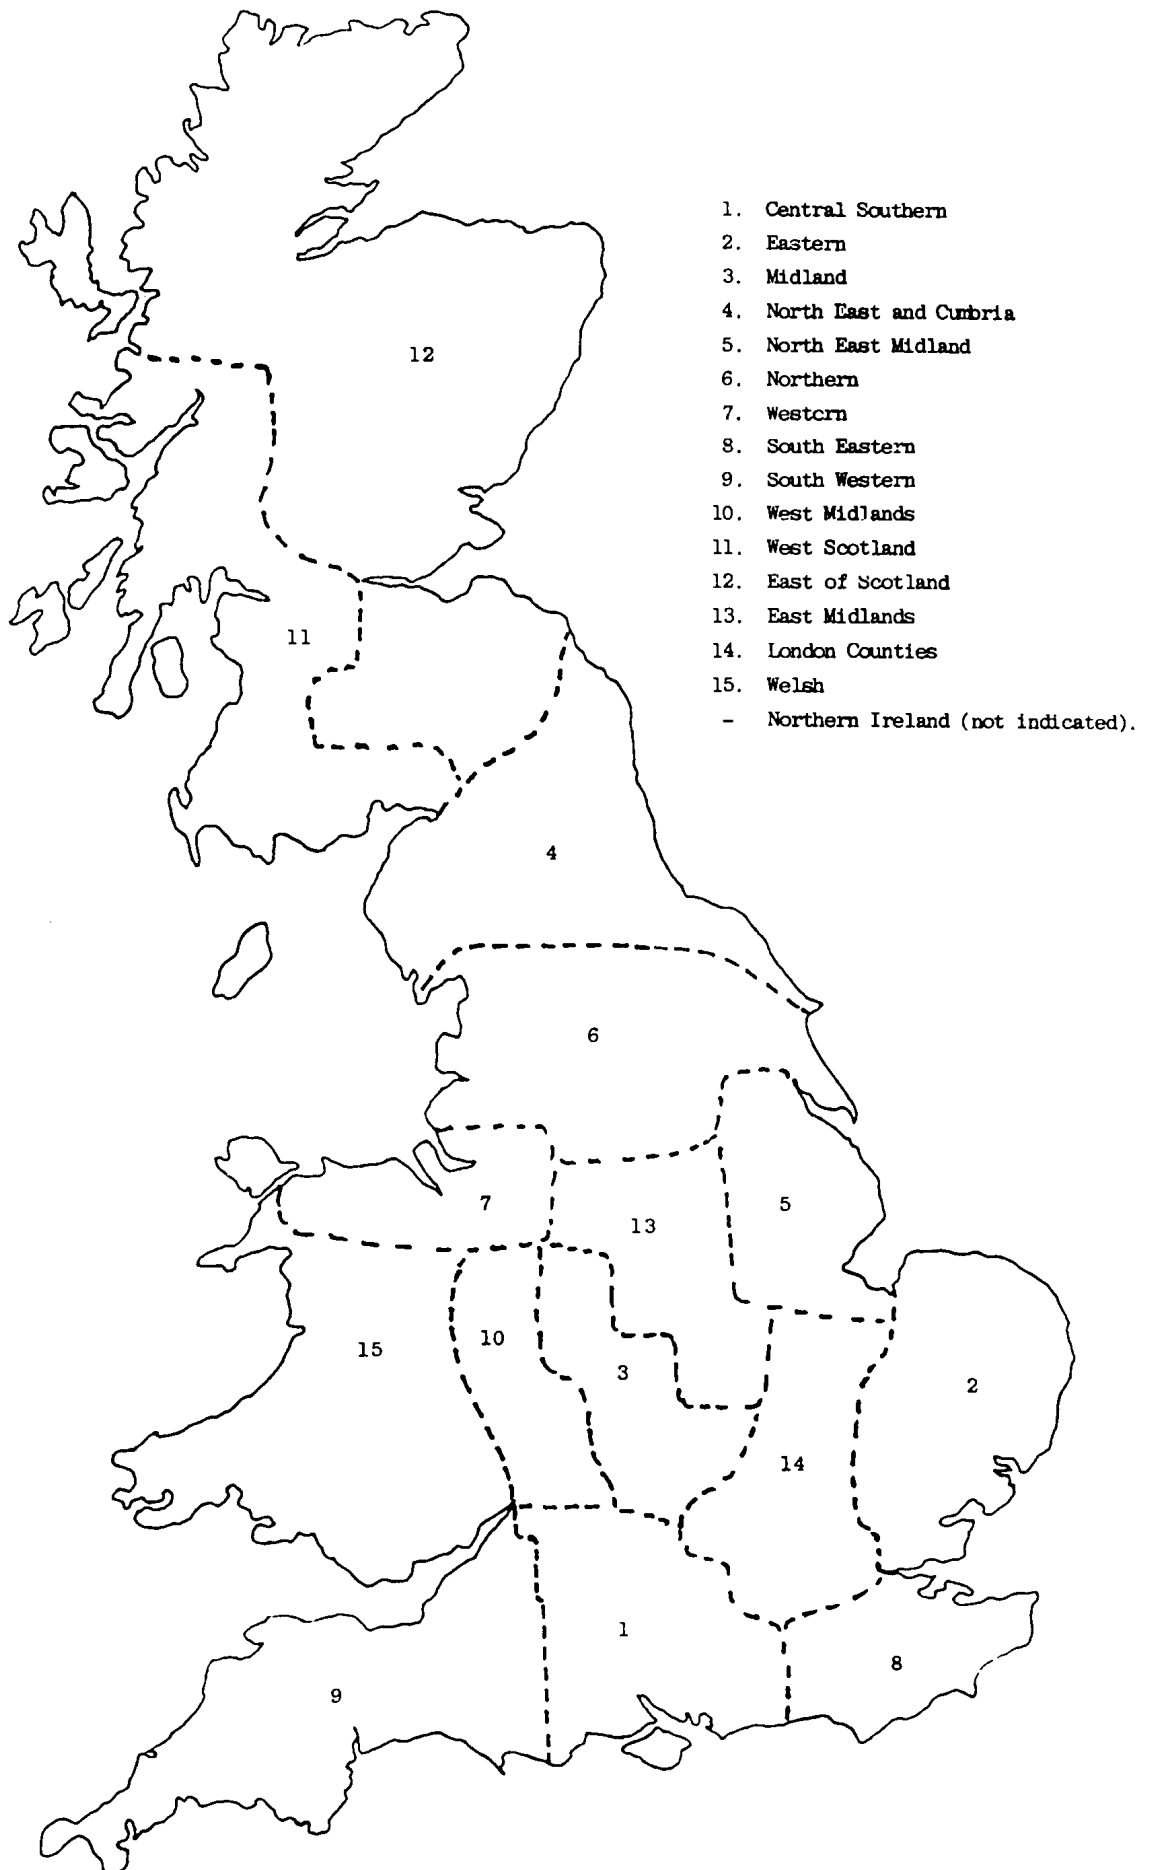 1. Central Southern
2. Eastern
3. Midland
4. North East and Cumbria
5. North East Midland
6. Northern
7. Western
8. South Eastern
9. South Western
10. West Midlands
11. West Scotland
12. East of Scotland
13. East Midlands
14. London Counties
15. Welsh
- Northern Ireland (not indicated).
12
11
4
6
7
13
5
10
15
3
2
14
1
8
9